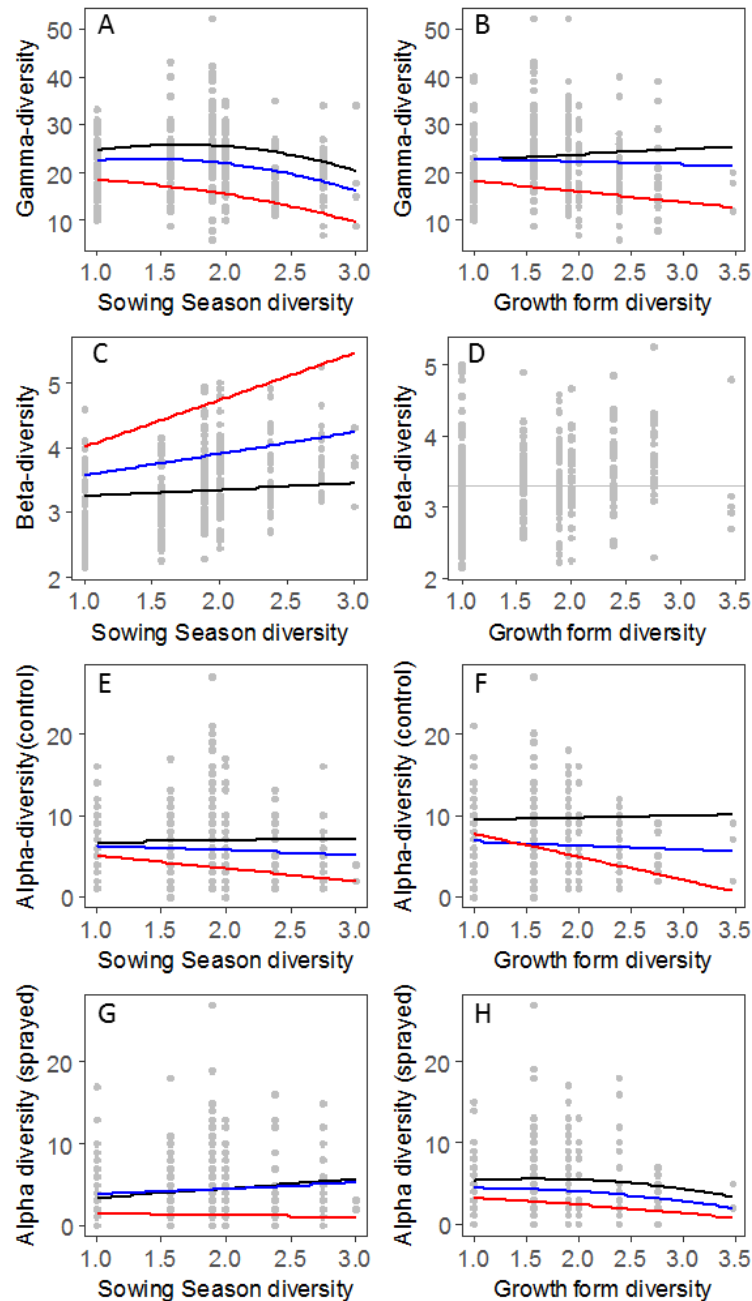 A
B
Gamma-diversity
50
40
30
20
10
1.0 1.5 2.0 2.5 3.0
Sowing Season diversity
Gamma-diversity
50
40
30
20
10
1.0 1.5 2.0 2.5 3.0 3.5
Growth form diversity
C
D
Beta-diversity
5
4
3
2
1.0 1.5 2.0 2.5 3.0
Sowing Season diversity
Beta-diversity
5
4
3
2
1.0 1.5 2.0 2.5 3.0 3.5
Growth form diversity
E
F
Alpha-diversity(control)
20
10
0
1.0 1.5 2.0 2.5 3.0
Sowing Season diversity
Alpha-diversity (control)
20
10
0
1.0 1.5 2.0 2.5 3.0 3.5
Growth form diversity
G
H
Alpha diversity (sprayed)
20
10
0
1.0 1.5 2.0 2.5 3.0
Sowing Season diversity
Alpha diversity (sprayed)
20
10
0
1.0 1.5 2.0 2.5 3.0 3.5
Growth form diversity